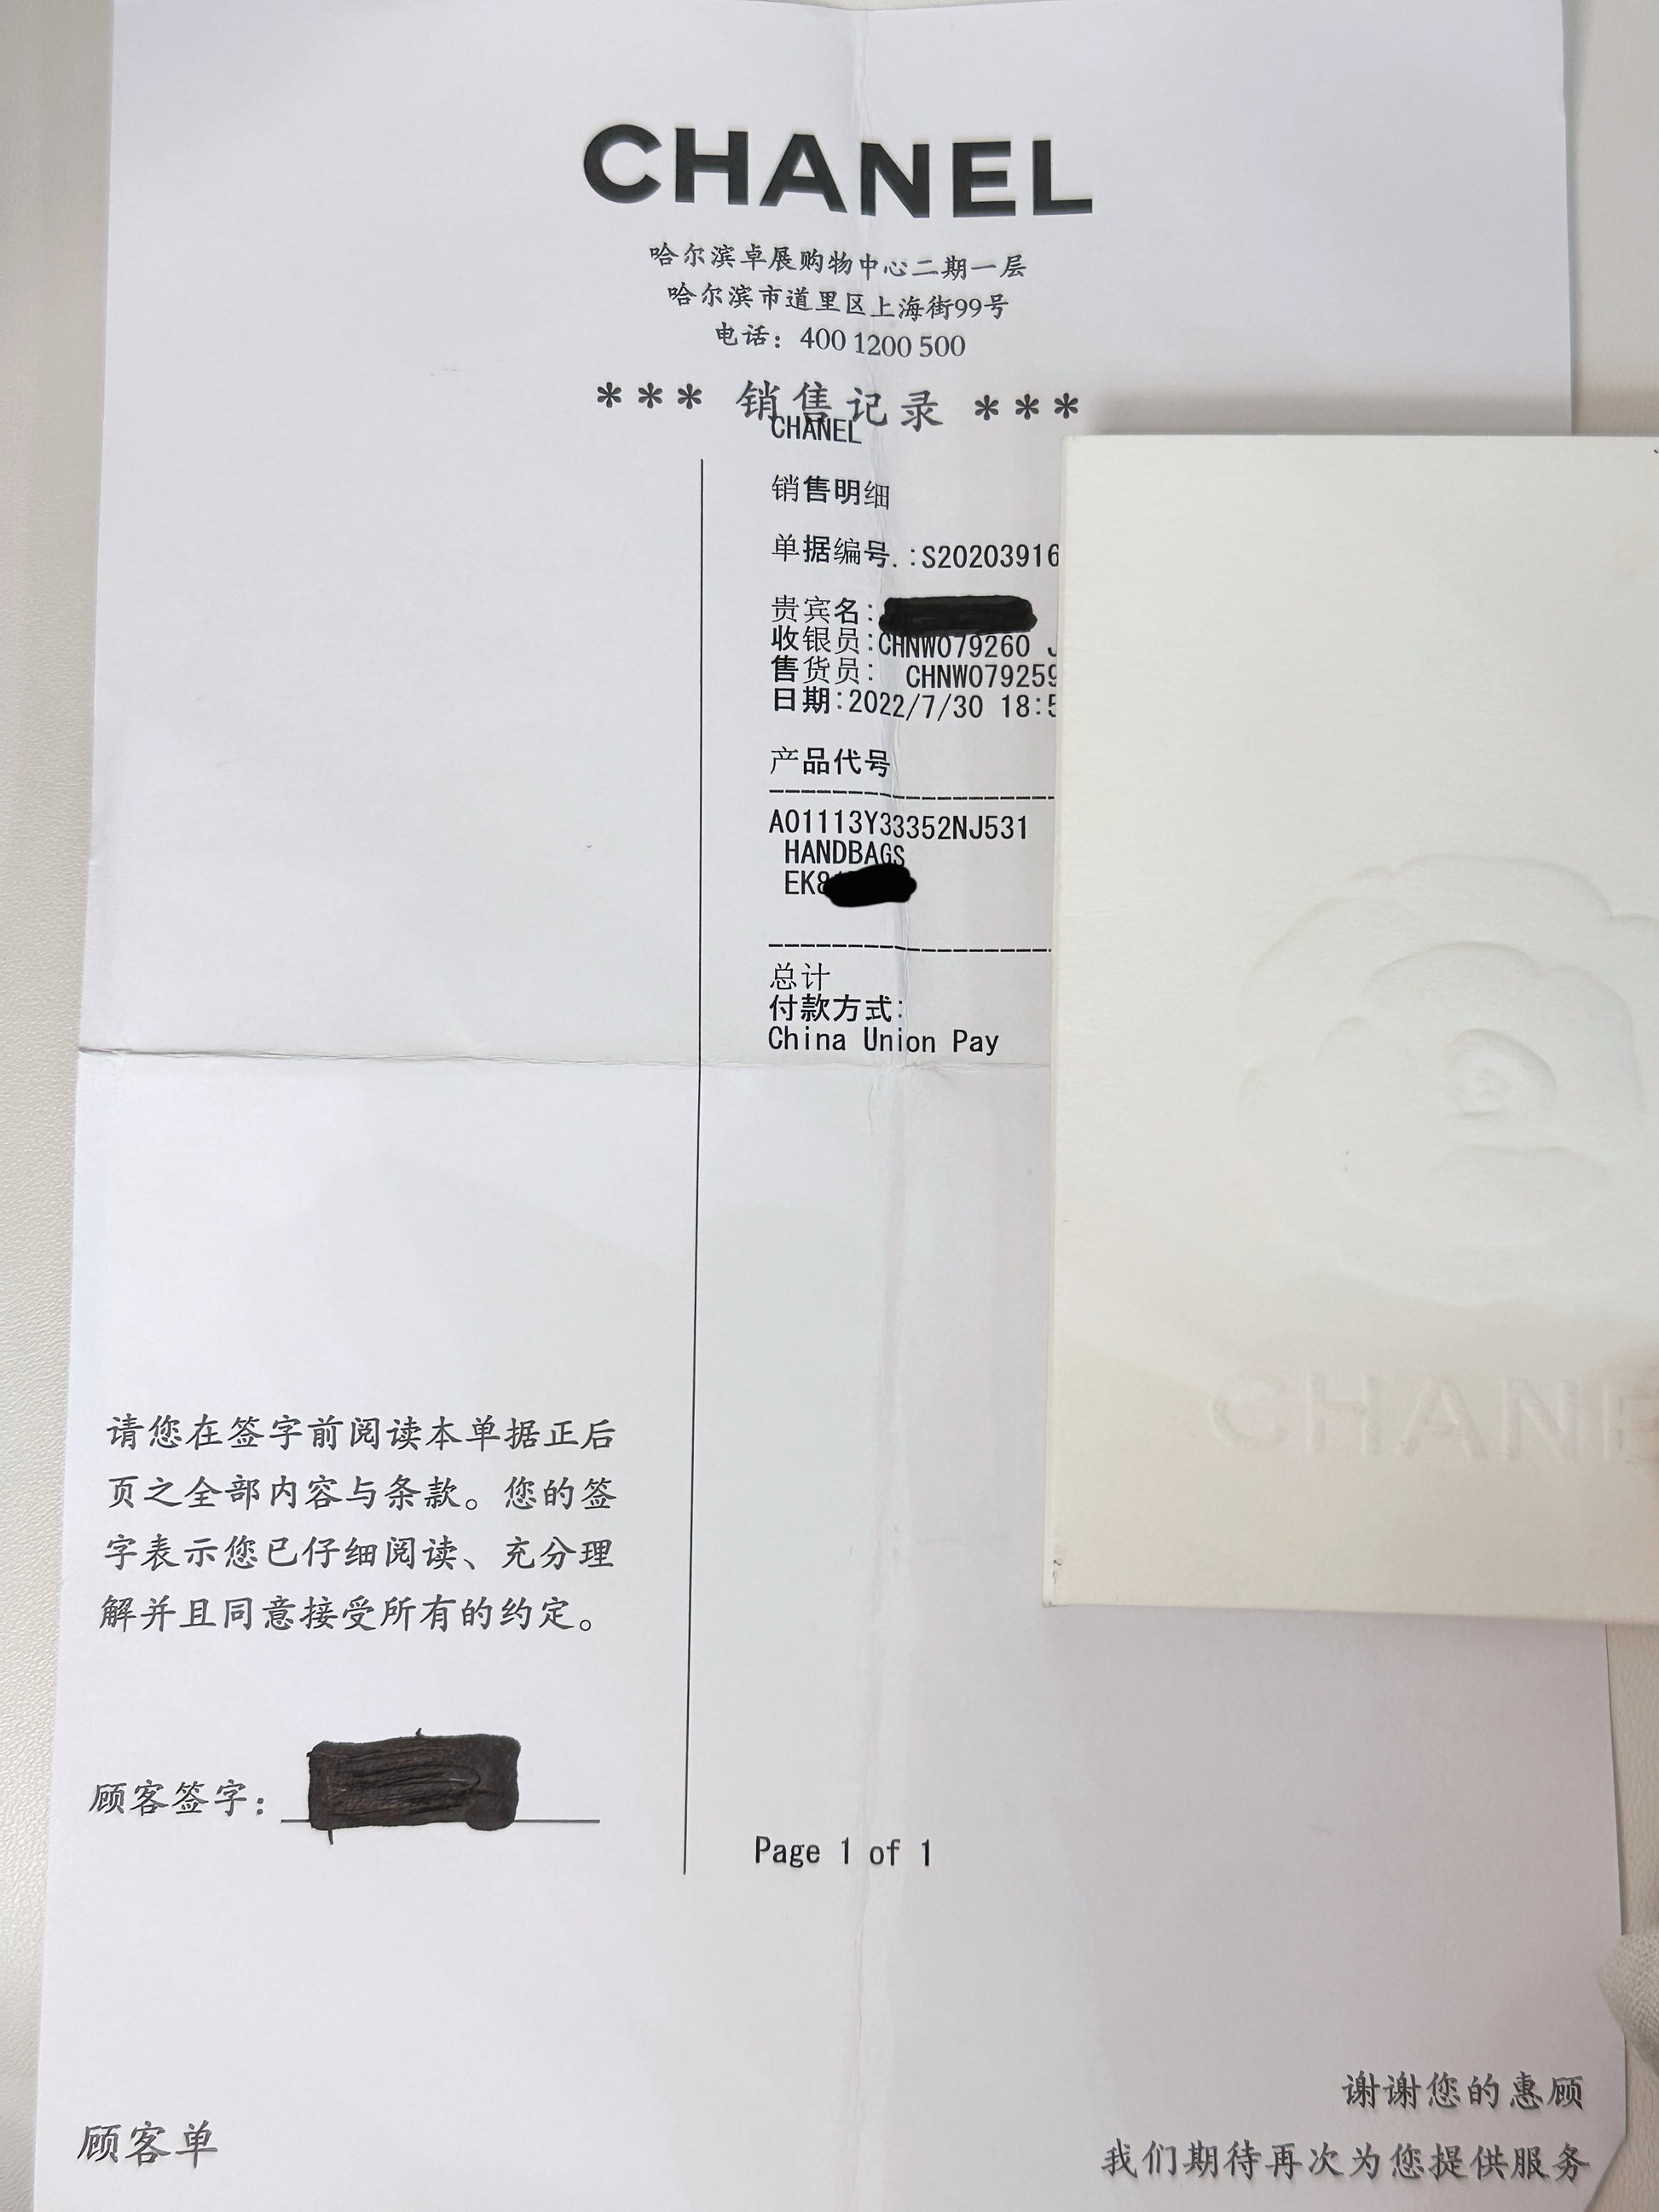 CHANEL
哈尔滨卓展购物中心二期一层
哈尔滨市道里区上海街99号
电话：400 1200 500
*** 销售记录 ***
CHANEL
销售明细
单据编号.:S20203916
贵宾名:
收银员:CHNW079260
售货员: CHNW079259
日期:2022/7/30 18:5
产品代号
A01113Y33352NJ531
HANDBAGS
EK8
总计
付款方式:
China Union Pay
CHANE
请您在签字前阅读本单据正后
页之全部内容与条款。您的签
字表示您已仔细阅读、充分理
解并且同意接受所有的约定。
顾客签字：
Page 1 of 1
谢谢您的惠顾
顾客单
我们期待再次为您提供服务